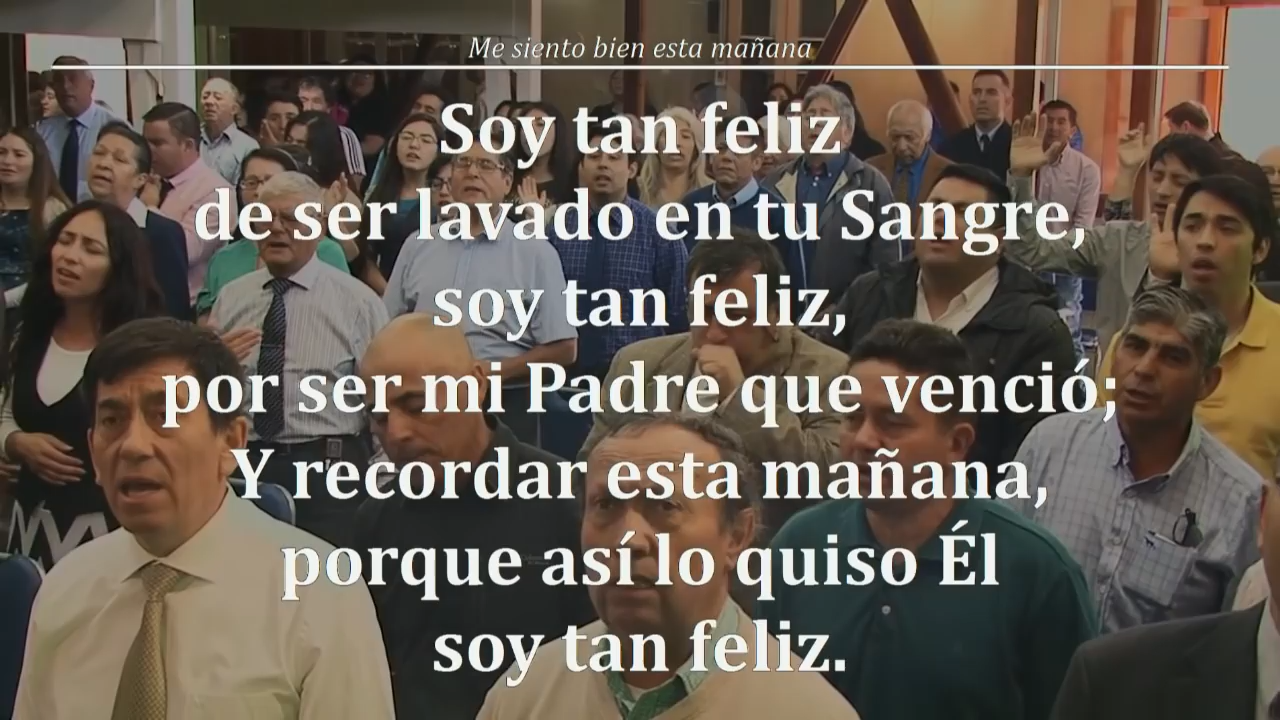 Me siento bien esta mañana
Soy tan feliz
de ser lavado en tu Sangre,
soy tan feliz,
por ser mi Padre que venció;
Y recordar esta mañana,
porque así lo quiso Él
soy tan feliz.